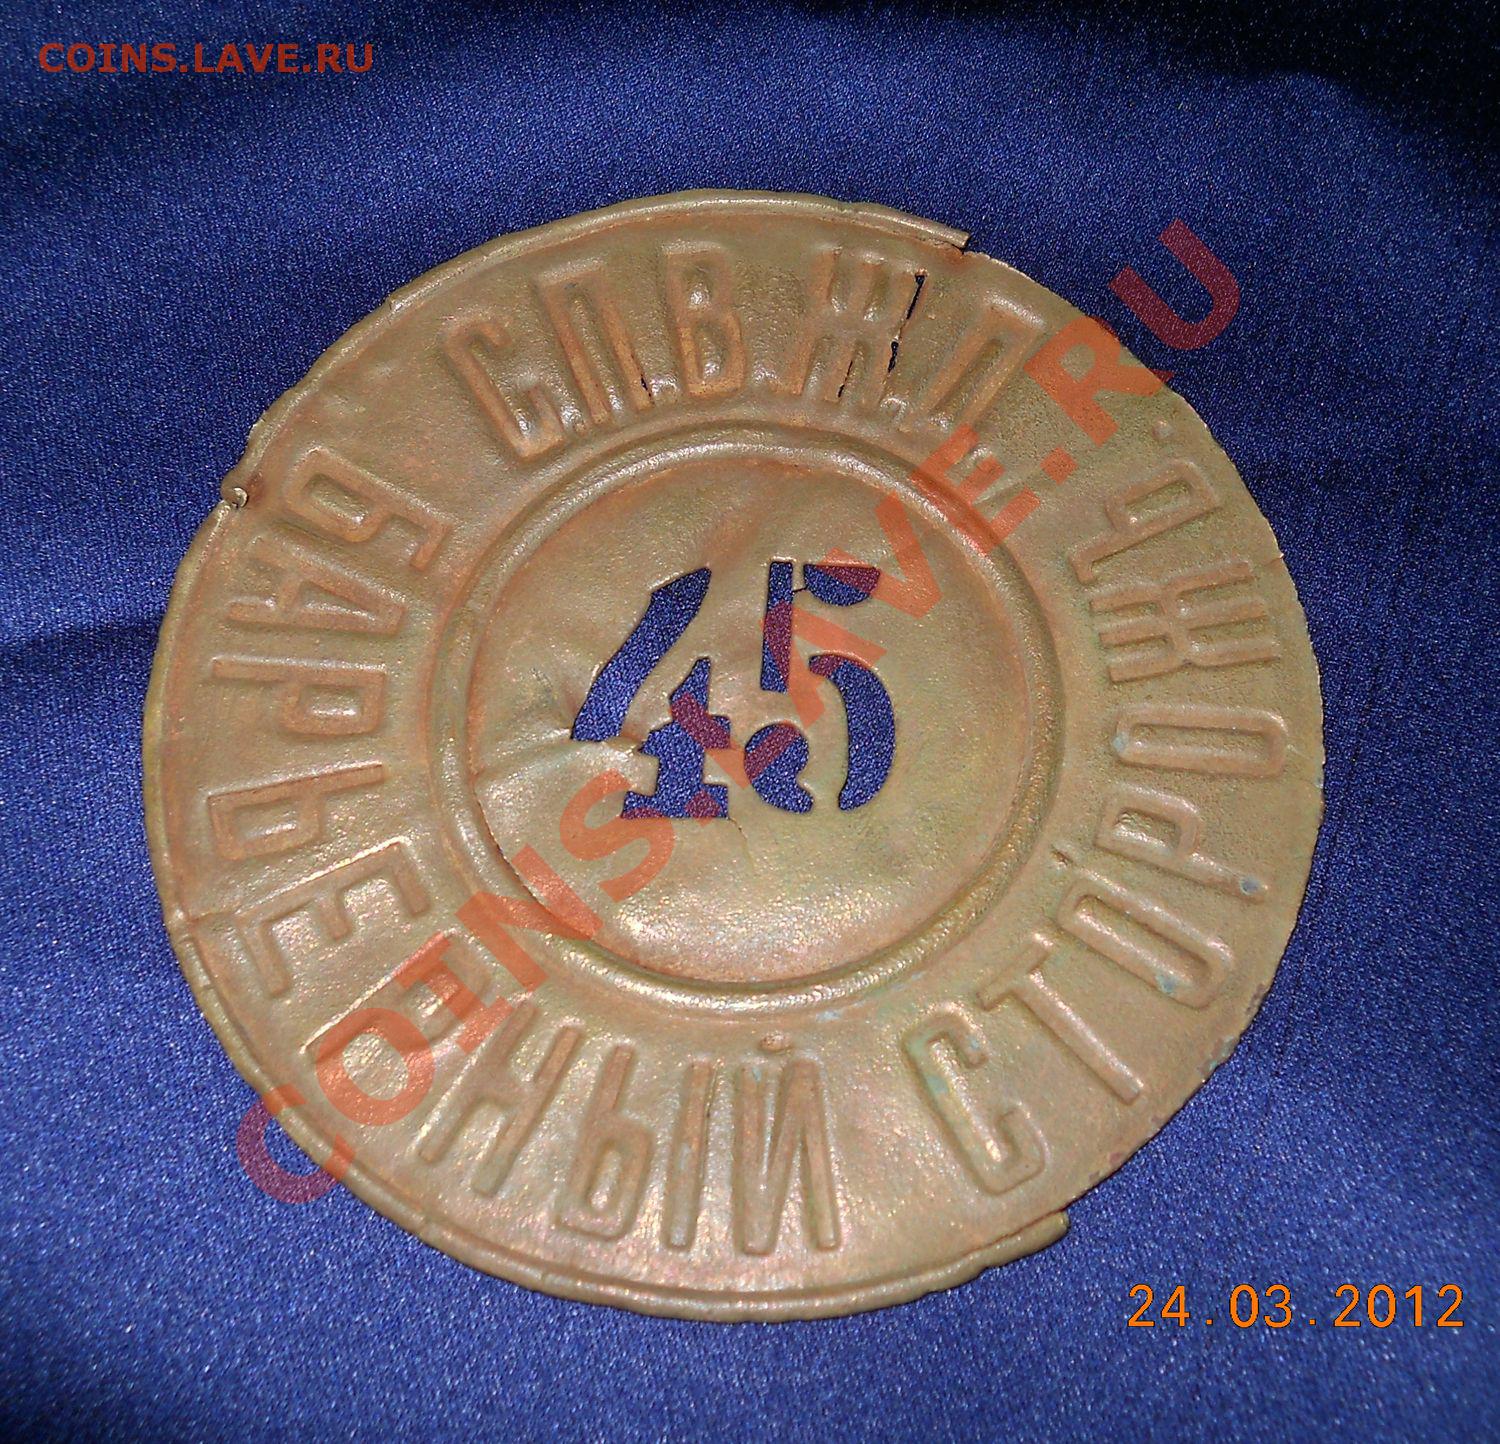 COINS.LAVE.RU
С.П.В.Ж.Д.
БАРЬЕРНЫЙ СТОРОЖЪ.
45
COINS.LAVE.RU
24.03.2012